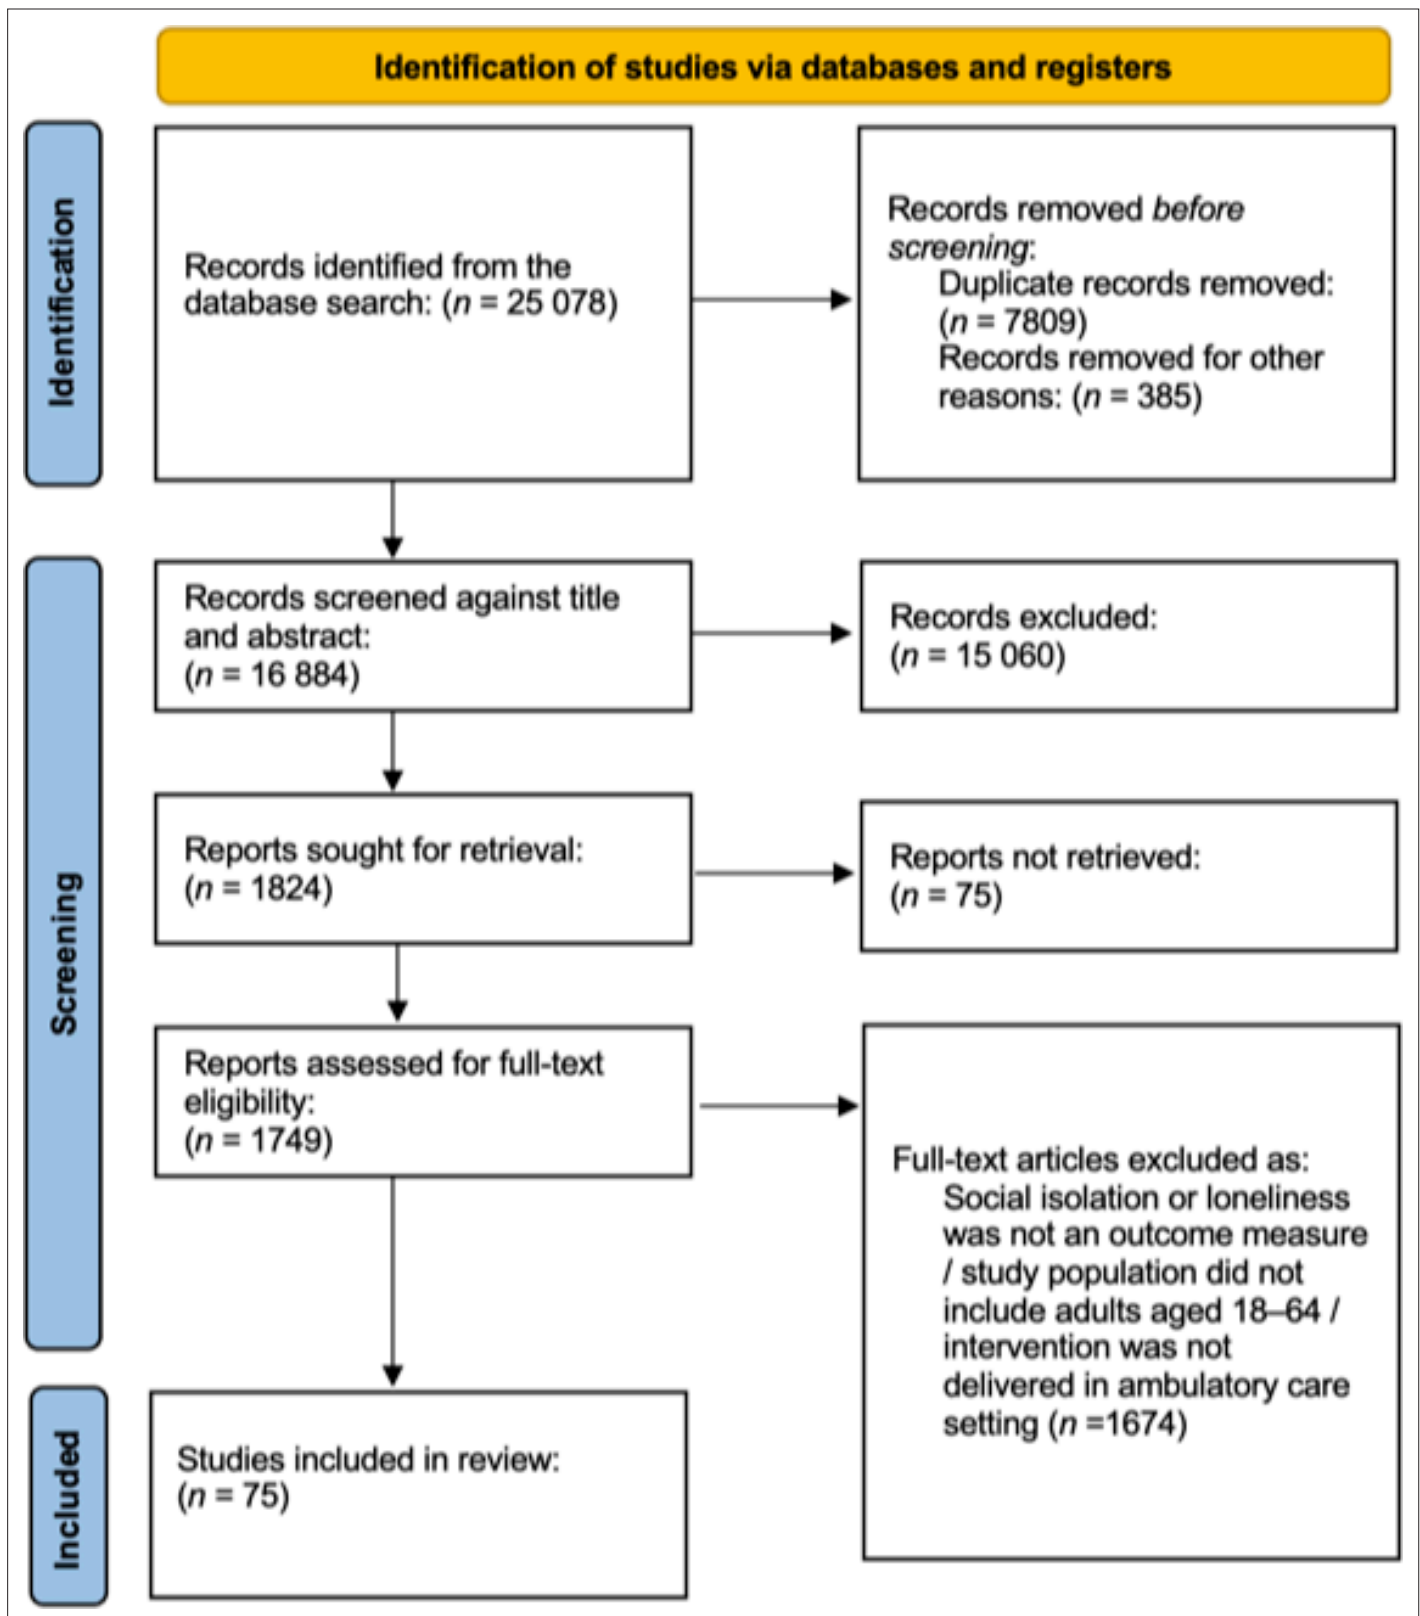 Identification of studies via databases and registers
Identification
Records identified from the
database search: (n = 25 078)
Records removed before
screening:
Duplicate records removed:
(n = 7809)
Records removed for other
reasons: (n = 385)
Screening
Records screened against title
and abstract:
(n = 16 884)
Records excluded:
(n = 15 060)
Reports sought for retrieval:
(n = 1824)
Reports not retrieved:
(n = 75)
Reports assessed for full-text
eligibility:
(n = 1749)
Full-text articles excluded as:
Social isolation or loneliness
was not an outcome measure
/ study population did not
include adults aged 18–64 /
intervention was not
delivered in ambulatory care
setting (n =1674)
Included
Studies included in review:
(n = 75)